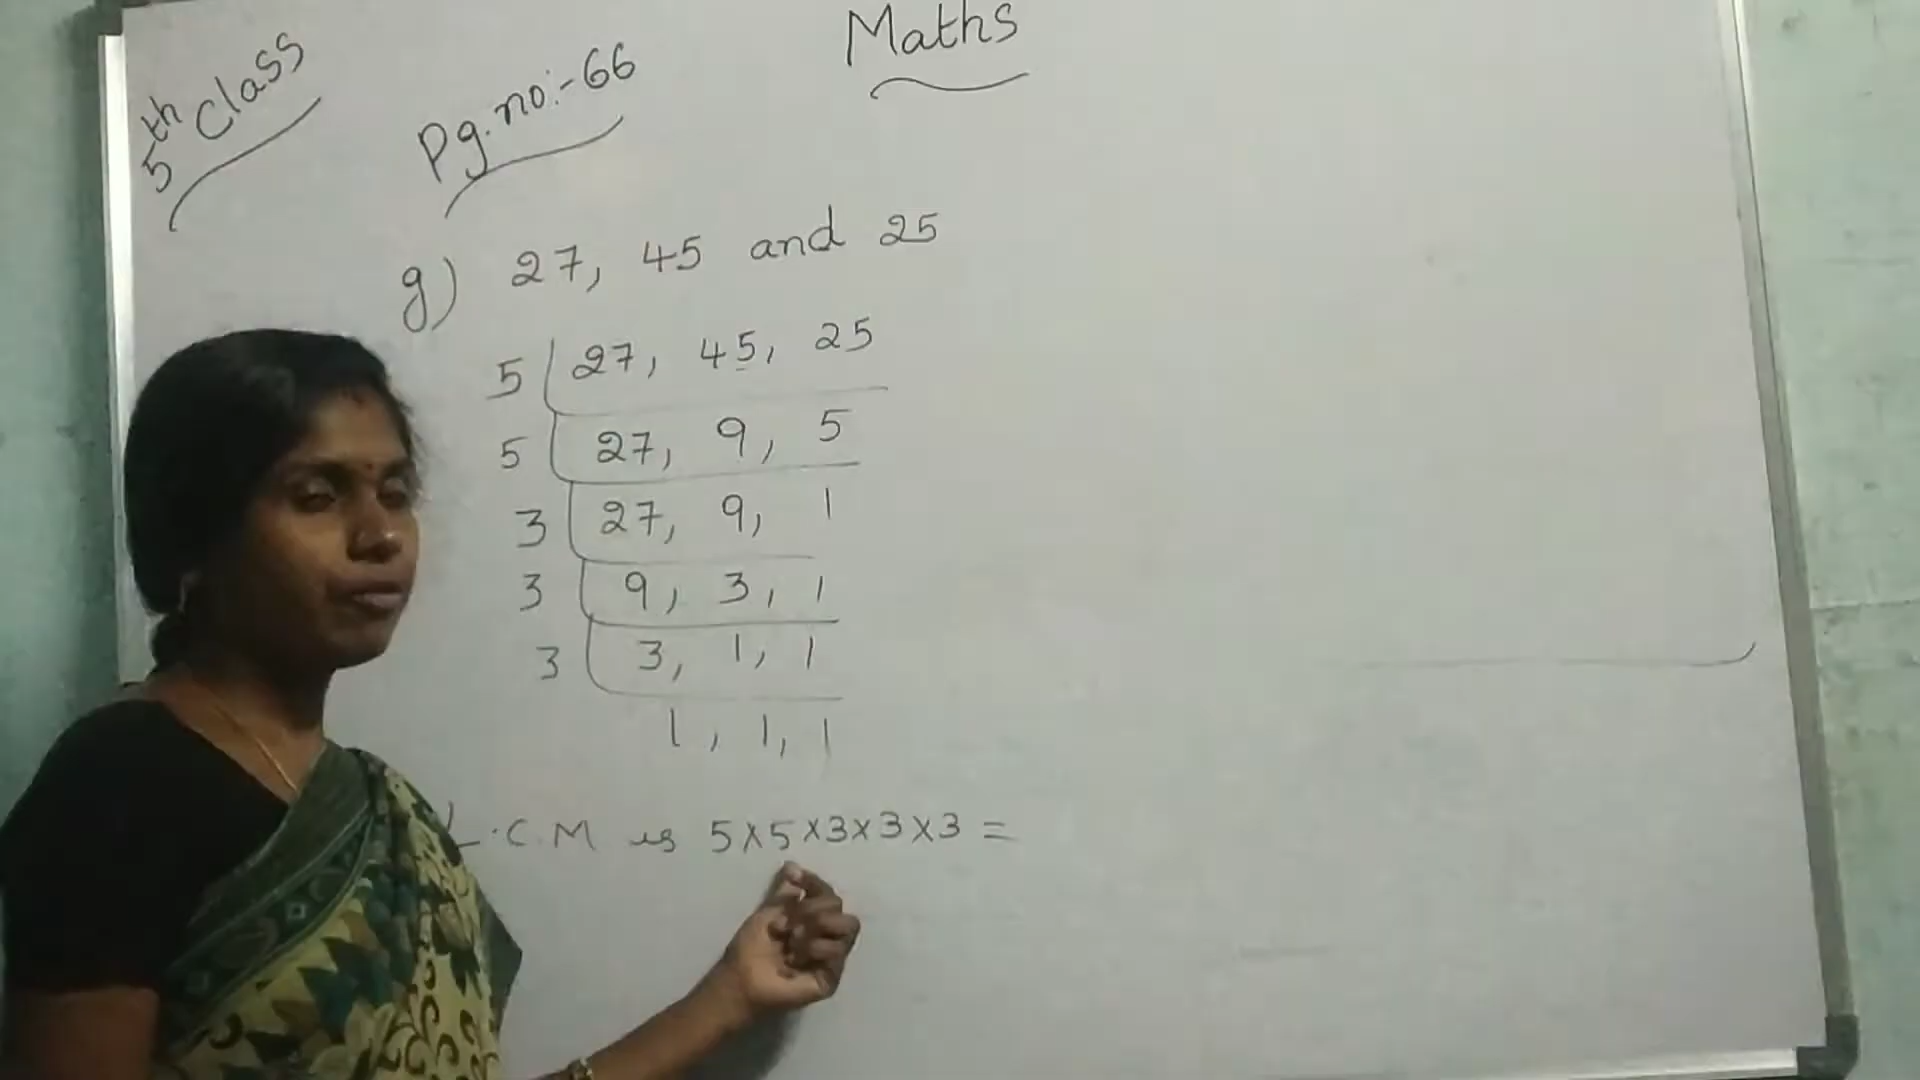 Maths
5th Class
Pg.no:-66
g) 27, 45 and 25
5 27, 45, 25
5 27, 9, 5
3 27, 9, 1
3 9, 3, 1
3 3, 1, 1
1, 1, 1
L.C.M is 5x5x3x3x3 =